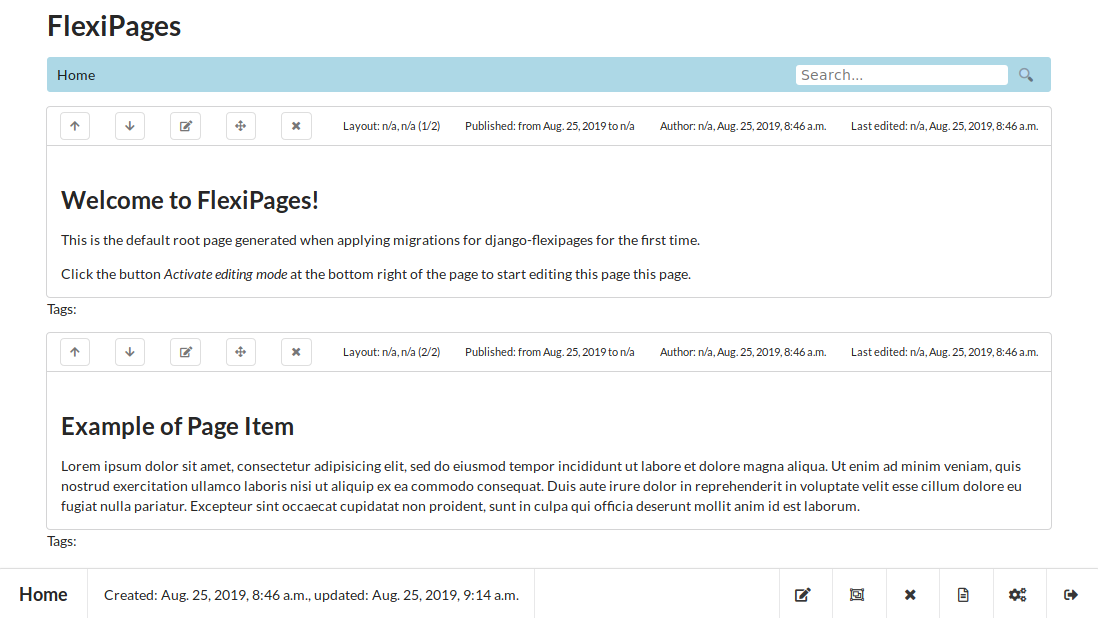 FlexiPages
Home Search...
Layout: n/a, n/a (1/2) Published: from Aug. 25, 2019 to n/a Author: n/a, Aug. 25, 2019, 8:46 a.m. Last edited: n/a, Aug. 25, 2019, 8:46 a.m.
Welcome to FlexiPages!
This is the default root page generated when applying migrations for django-flexipages for the first time.
Click the button Activate editing mode at the bottom right of the page to start editing this page this page.
Tags:
Layout: n/a, n/a (2/2) Published: from Aug. 25, 2019 to n/a Author: n/a, Aug. 25, 2019, 8:46 a.m. Last edited: n/a, Aug. 25, 2019, 8:46 a.m.
Example of Page Item
Lorem ipsum dolor sit amet, consectetur adipisicing elit, sed do eiusmod tempor incididunt ut labore et dolore magna aliqua. Ut enim ad minim veniam, quis
nostrud exercitation ullamco laboris nisi ut aliquip ex ea commodo consequat. Duis aute irure dolor in reprehenderit in voluptate velit esse cillum dolore eu
fugiat nulla pariatur. Excepteur sint occaecat cupidatat non proident, sunt in culpa qui officia deserunt mollit anim id est laborum.
Tags:
Home Created: Aug. 25, 2019, 8:46 a.m., updated: Aug. 25, 2019, 9:14 a.m.